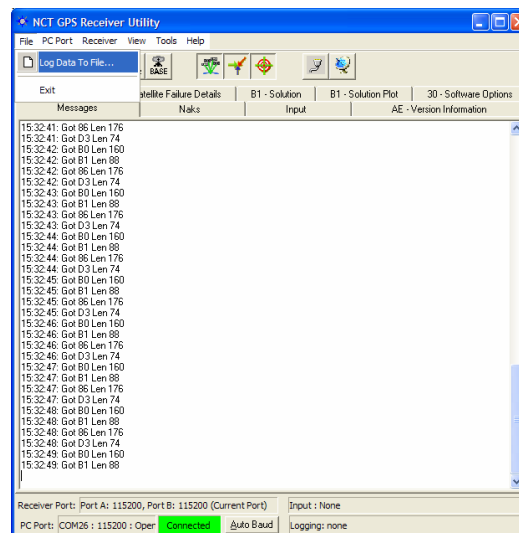 NCT GPS Receiver Utility
File PC Port Receiver View Tools Help
Log Data To File...
BASE
Exit
atellite Failure Details B1 - Solution B1 - Solution Plot 30 - Software Options
Messages Naks Input AE - Version Information
15:32:41: Got 86 Len 176
15:32:41: Got D3 Len 74
15:32:42: Got B0 Len 160
15:32:42: Got B1 Len 88
15:32:42: Got 86 Len 176
15:32:42: Got D3 Len 74
15:32:43: Got B0 Len 160
15:32:43: Got B1 Len 88
15:32:43: Got 86 Len 176
15:32:43: Got D3 Len 74
15:32:44: Got B0 Len 160
15:32:44: Got B1 Len 88
15:32:44: Got 86 Len 176
15:32:44: Got D3 Len 74
15:32:45: Got B0 Len 160
15:32:45: Got B1 Len 88
15:32:45: Got 86 Len 176
15:32:45: Got D3 Len 74
15:32:46: Got B0 Len 160
15:32:46: Got B1 Len 88
15:32:46: Got 86 Len 176
15:32:46: Got D3 Len 74
15:32:47: Got B0 Len 160
15:32:47: Got B1 Len 88
15:32:47: Got 86 Len 176
15:32:47: Got D3 Len 74
15:32:48: Got B0 Len 160
15:32:48: Got B1 Len 88
15:32:48: Got 86 Len 176
15:32:48: Got D3 Len 74
15:32:49: Got B0 Len 160
15:32:49: Got B1 Len 88
Receiver Port: Port A: 115200, Port B: 115200 (Current Port) Input : None
PC Port: COM26 : 115200 : Oper Connected Auto Baud Logging: none